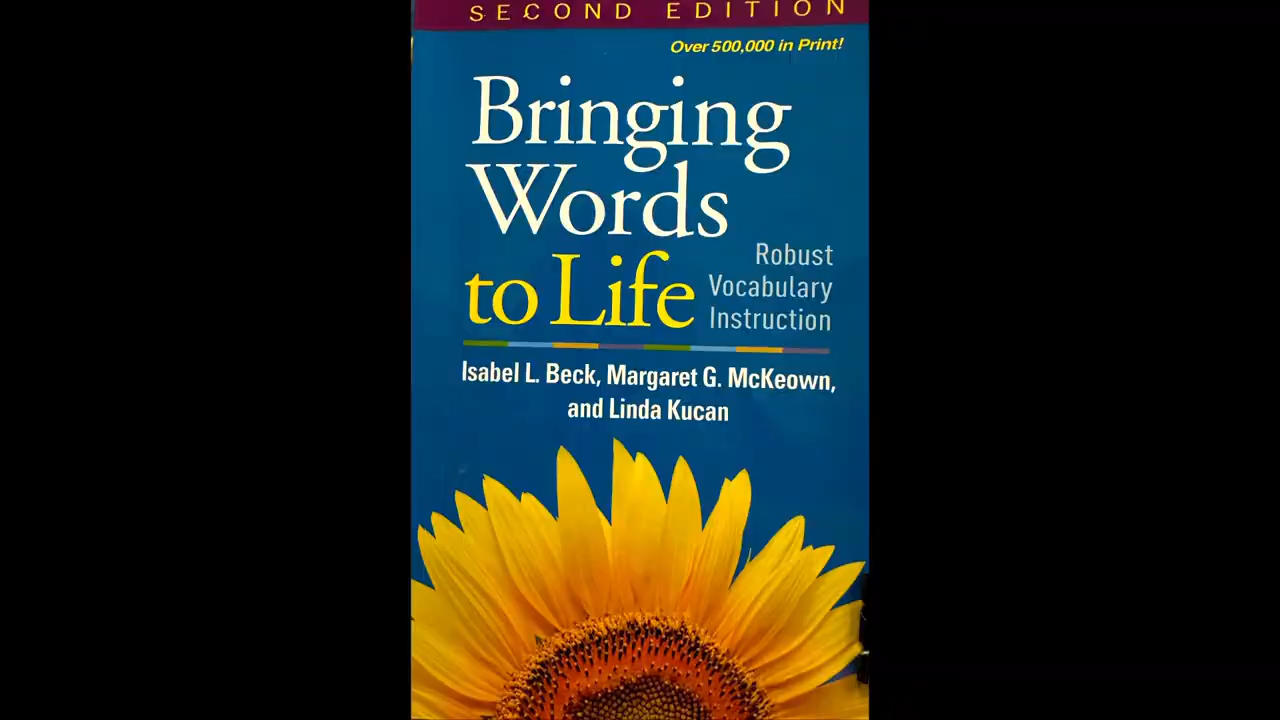 SECOND EDITION
Over 500,000 in Print!
Bringing
Words
to Life
Robust
Vocabulary
Instruction
Isabel L. Beck, Margaret G. McKeown,
and Linda Kucan